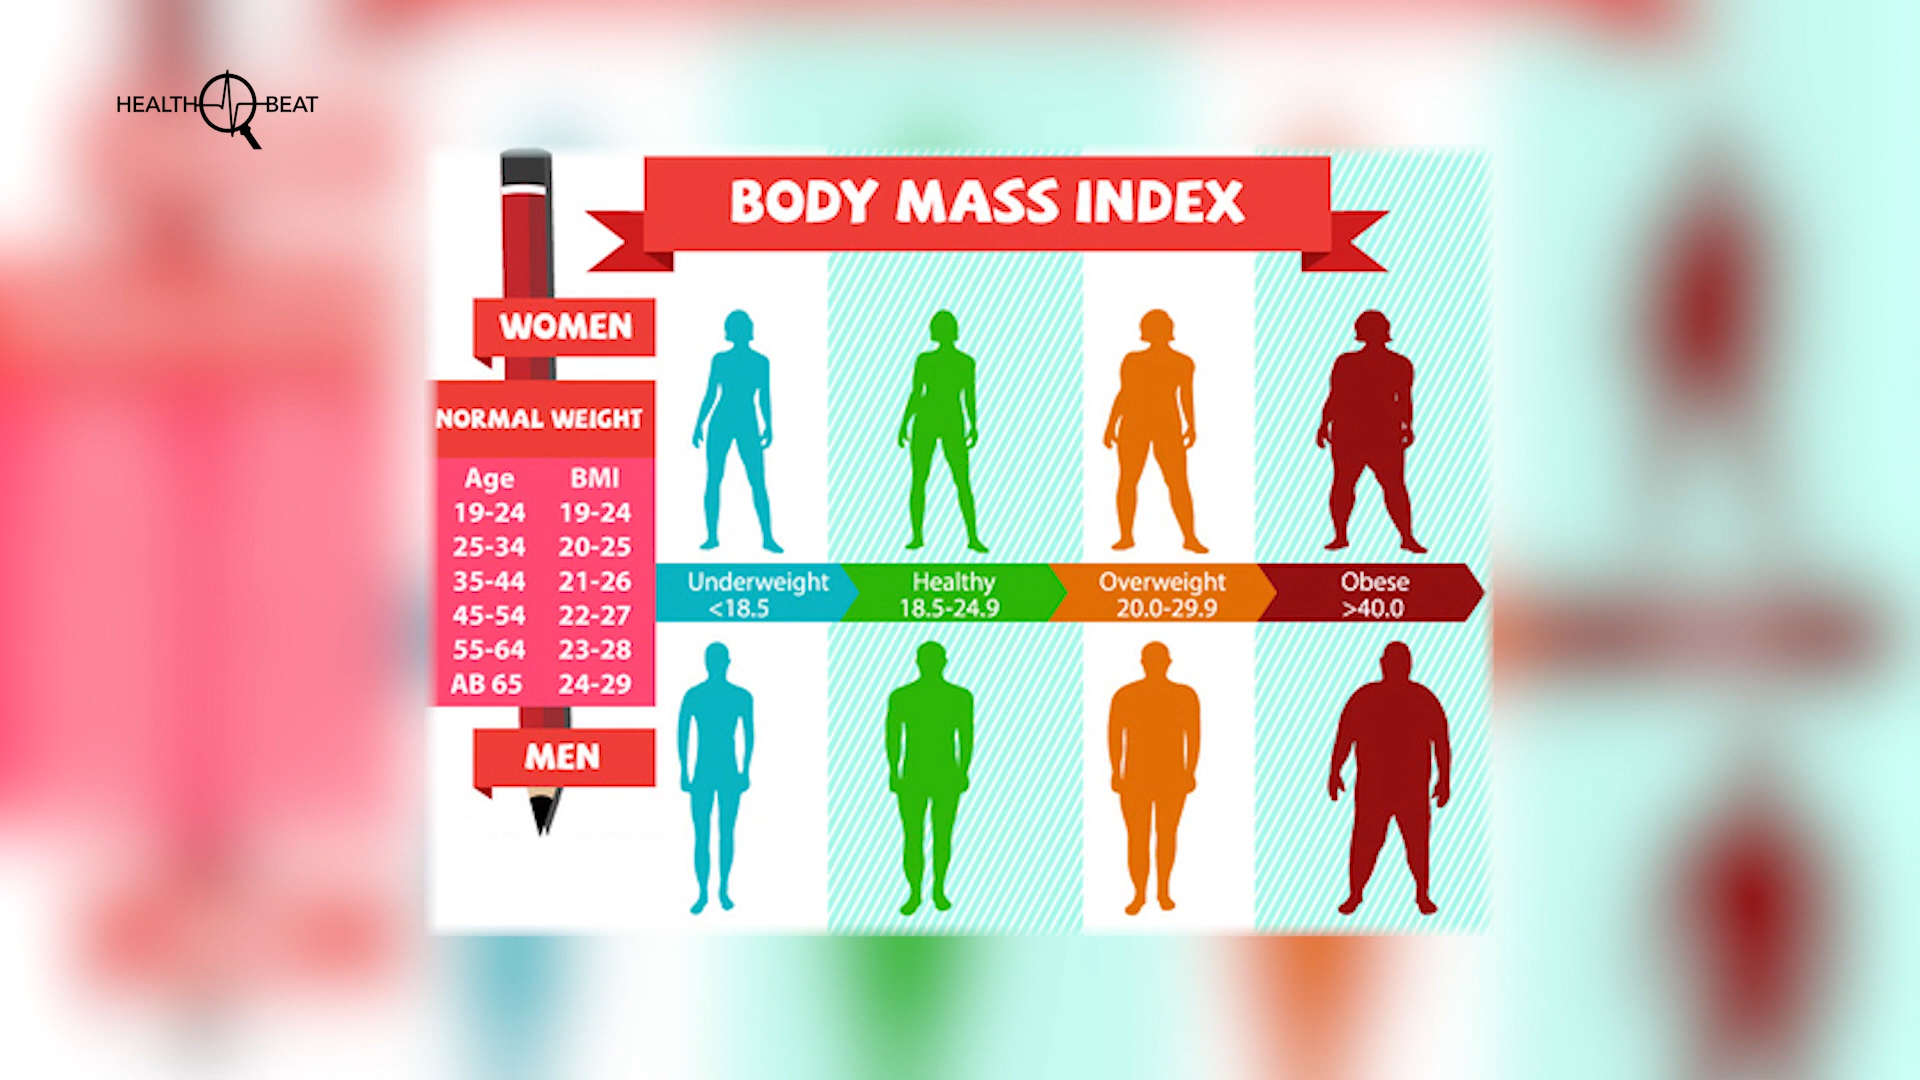 HEALTH BEAT
BODY MASS INDEX
WOMEN
NORMAL WEIGHT
Age BMI
19-24 19-24
25-34 20-25
35-44 21-26
45-54 22-27
55-64 23-28
AB 65 24-29
MEN
Underweight
<18.5
Healthy
18.5-24.9
Overweight
20.0-29.9
Obese
>40.0